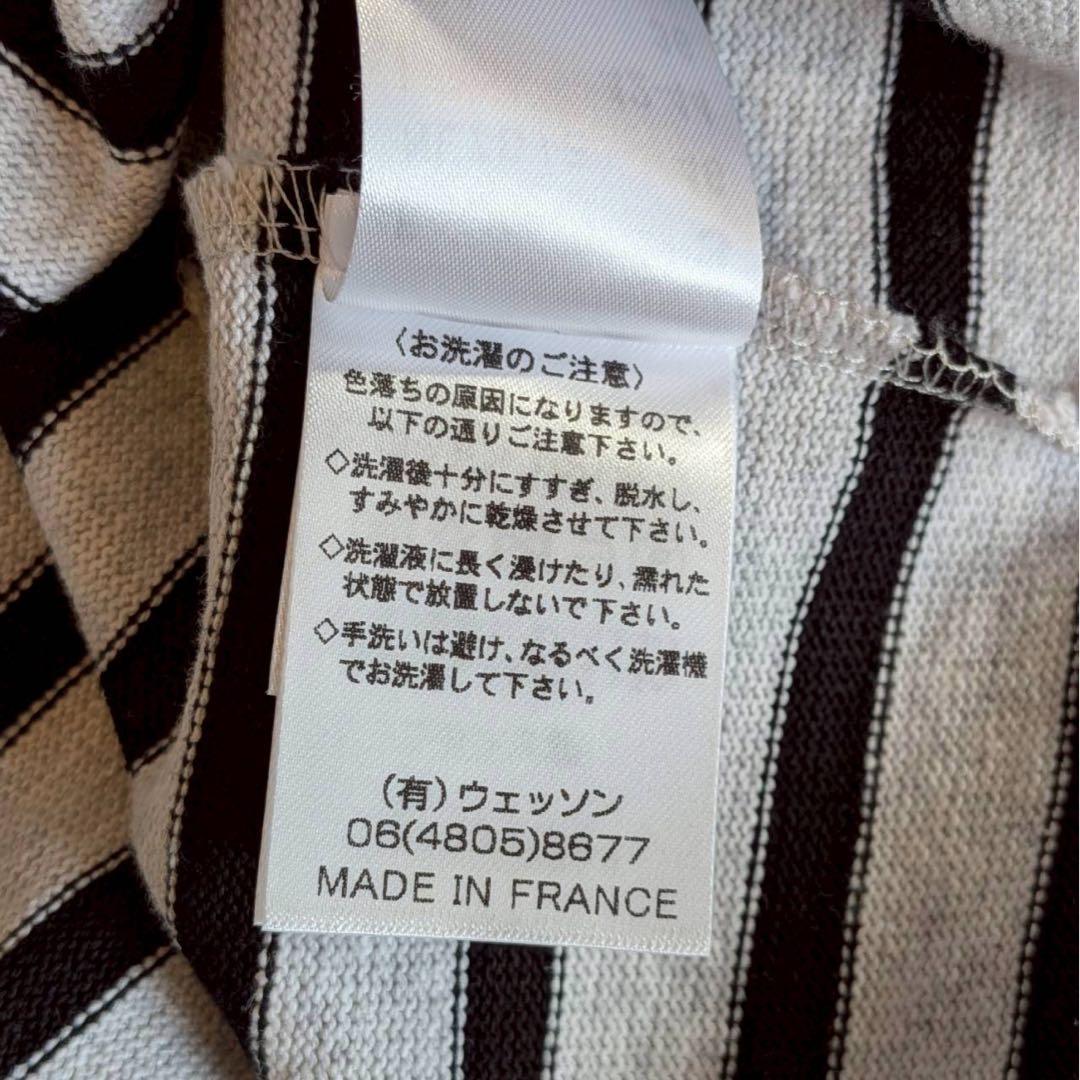 〈お洗濯のご注意〉
色落ちの原因になりますので、
以下の通りご注意下さい。
◇洗濯後十分にすすぎ、脱水し、
すみやかに乾燥させて下さい。
◇洗濯液に長く浸けたり、濡れた
状態で放置しないで下さい。
◇手洗いは避け、なるべく洗濯機
でお洗濯して下さい。
(有)ウェッソン
06(4805)8677
MADE IN FRANCE